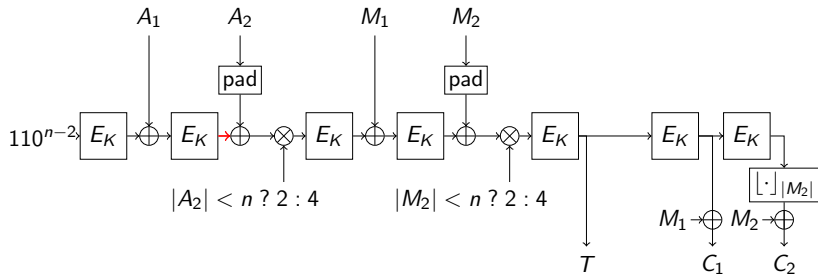 A₁ A₂ M₁ M₂
pad pad
110ⁿ⁻² E_K E_K E_K E_K E_K E_K E_K
|A₂| < n ? 2 : 4 |M₂| < n ? 2 : 4 ⌊·⌋_|M₂|
M₁ M₂
T C₁ C₂